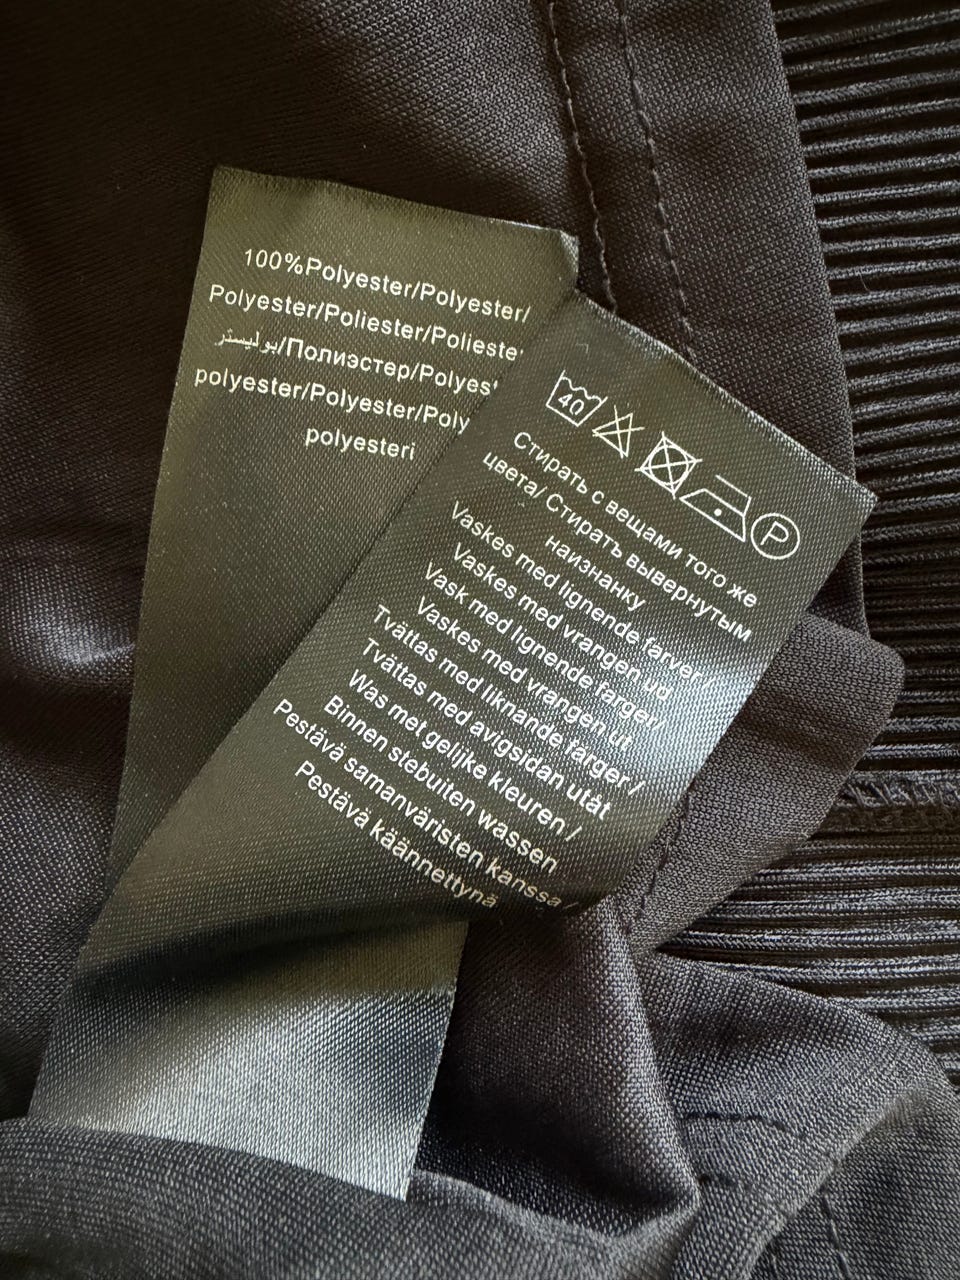 100%Polyester/Polyester/
Polyester/Poliester/Polieste
بوليستر/Полиэстер/Polyes
polyester/Polyester/Poly
polyesteri
40
P
Стирать с вещами того же
цвета/ Стирать вывернутым
наизнанку
Vaskes med lignende farver/
Vaskes med vrangen ud
Vask med lignende farger/
Vaskes med vrangen ut
Tvättas med liknande färger /
Tvättas med avigsidan utåt
Was met gelijke kleuren /
Binnen stebuiten wassen
Pestävä samanväristen kanssa /
Pestävä käännettynä